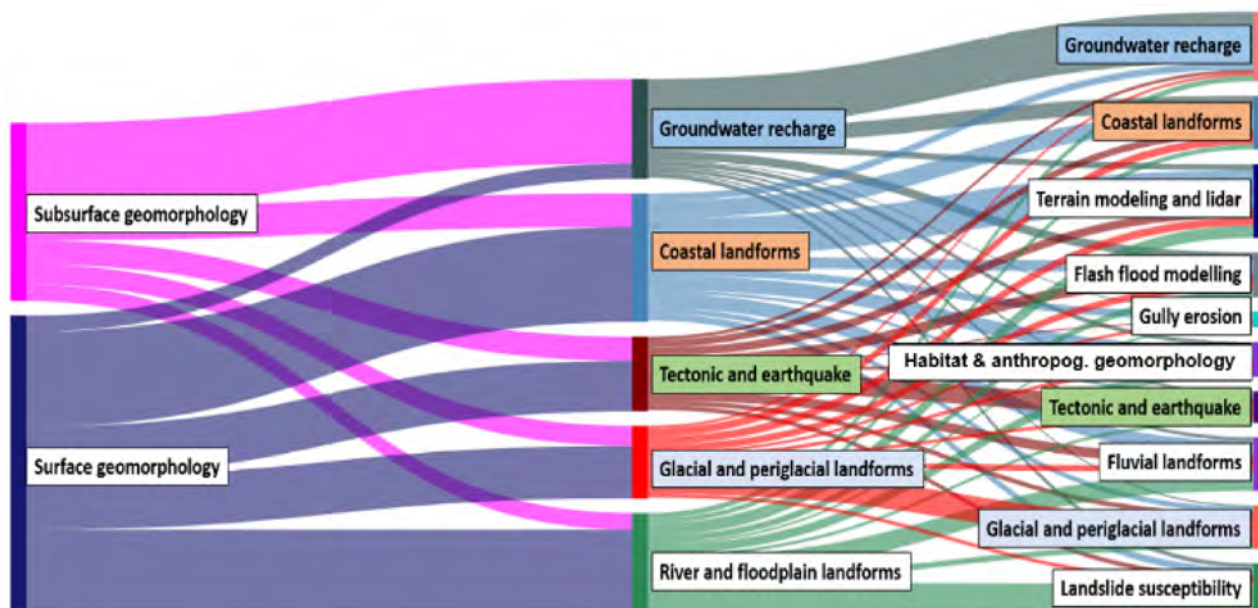 Subsurface geomorphology
Surface geomorphology
Groundwater recharge
Coastal landforms
Tectonic and earthquake
Glacial and periglacial landforms
River and floodplain landforms
Groundwater recharge
Coastal landforms
Terrain modeling and lidar
Flash flood modelling
Gully erosion
Habitat & anthropog. geomorphology
Tectonic and earthquake
Fluvial landforms
Glacial and periglacial landforms
Landslide susceptibility